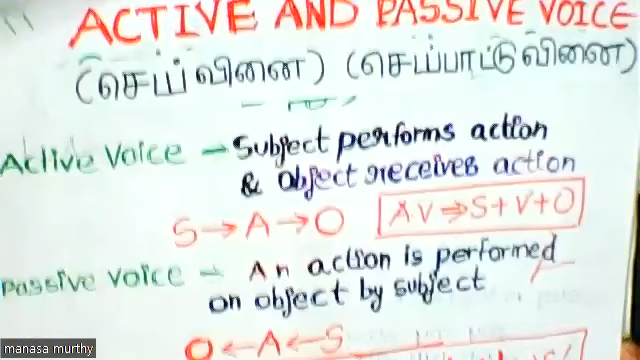 ACTIVE AND PASSIVE VOICE
(செய்வினை) (செயப்பாட்டுவினை)
Active Voice – Subject performs action
& object receives action
S → A → O AV ⇒ S + V + O
Passive Voice – An action is performed
on object by subject
O ← A ← S
manasa murthy